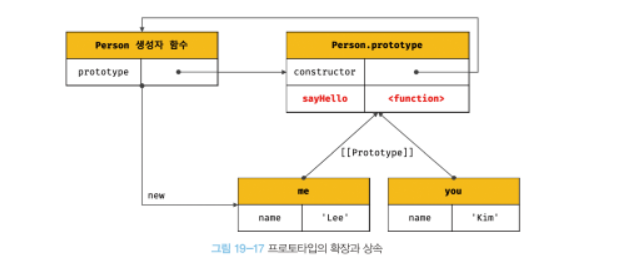 Person 생성자 함수
prototype
Person.prototype
constructor
sayHello <function>
[[Prototype]]
new
me
name 'Lee'
you
name 'Kim'
그림 19-17 프로토타입의 확장과 상속